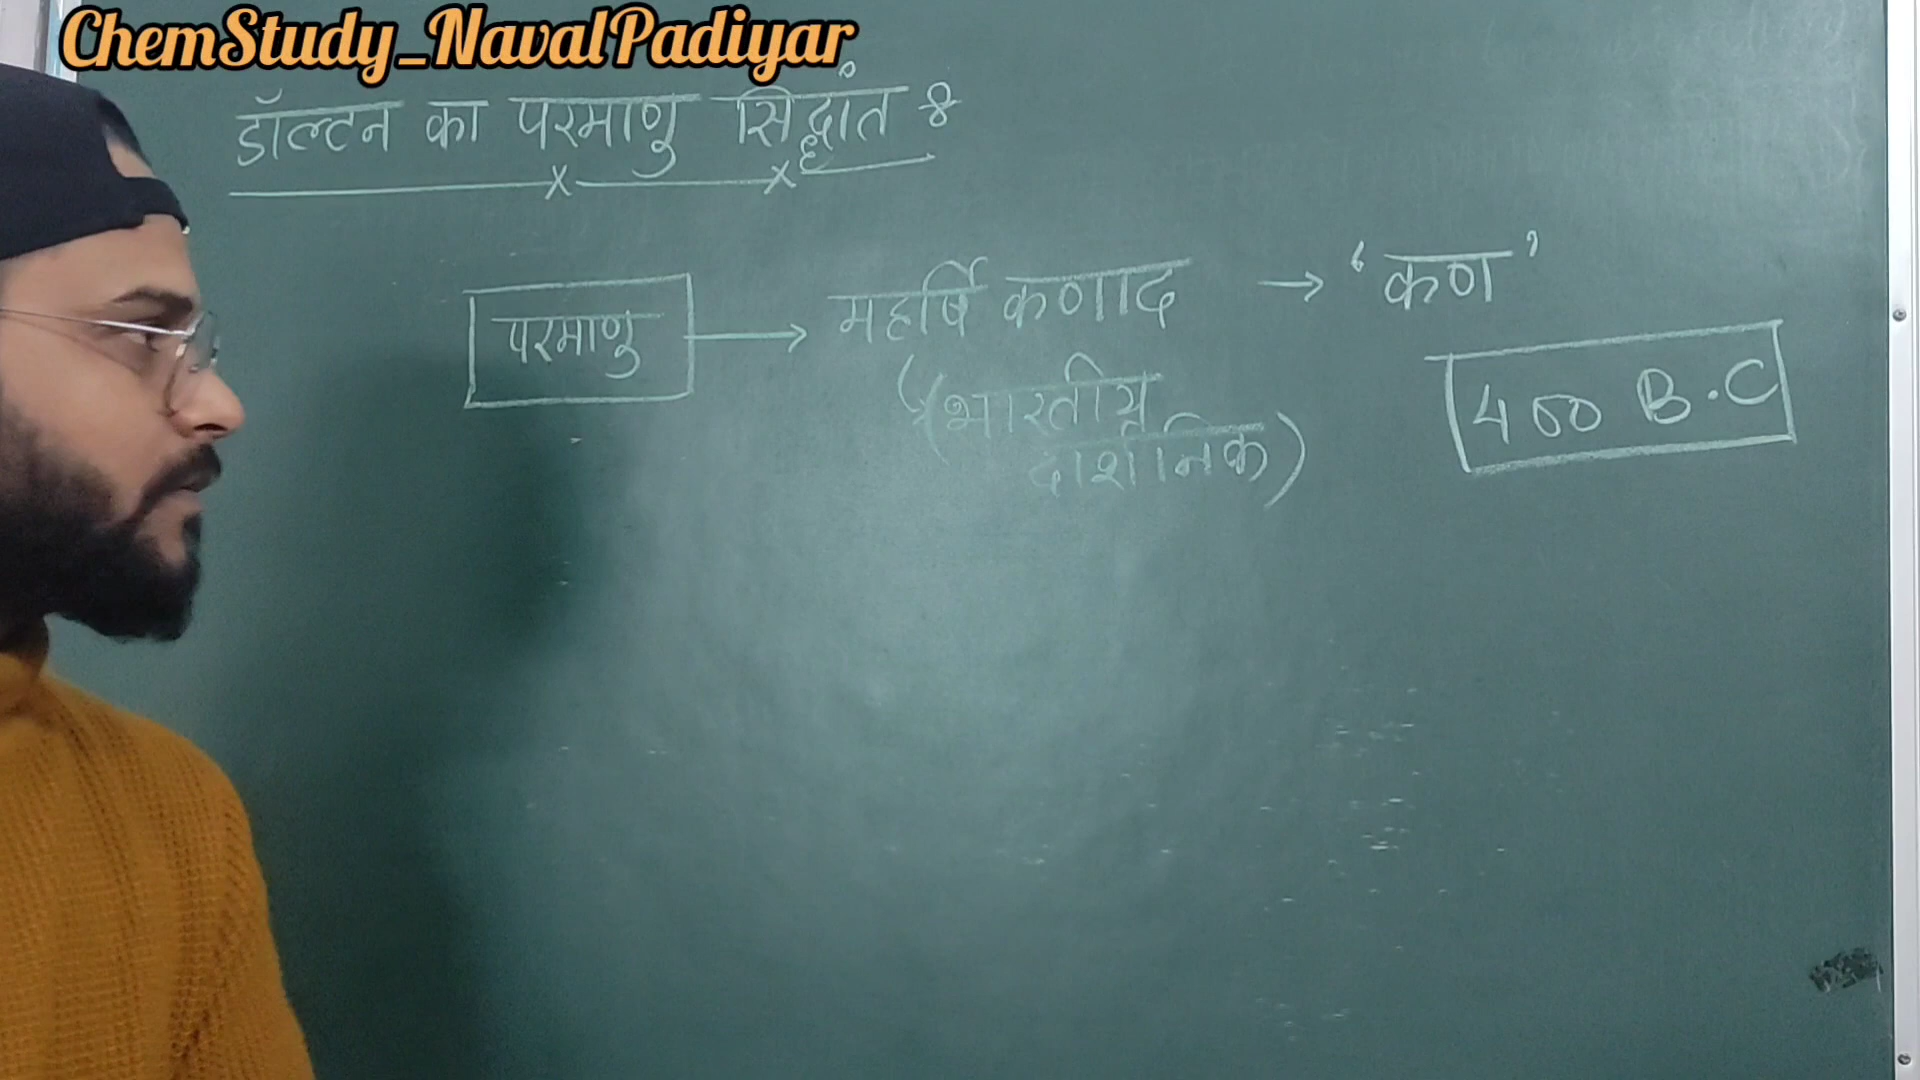 ChemStudy_NavalPadiyar
डॉल्टन का परमाणु सिद्धांत :
परमाणु → महर्षि कणाद → ‘कण’
(भारतीय
दार्शनिक)
400 B.C